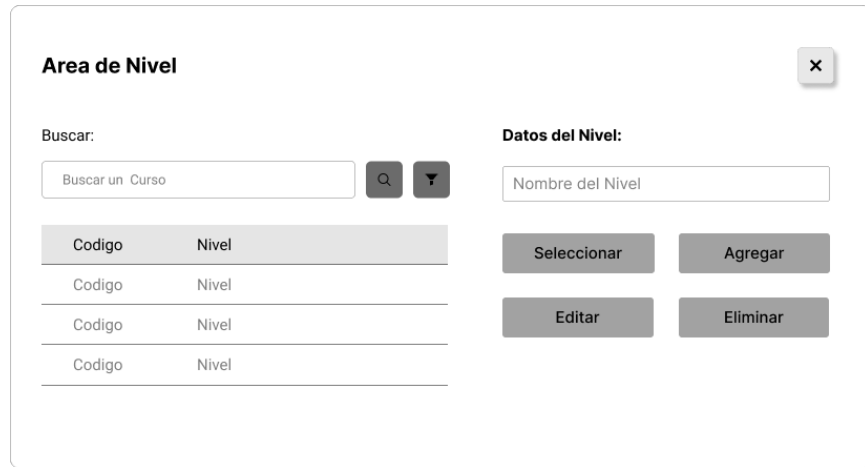 Area de Nivel
Buscar:
Buscar un Curso
Codigo Nivel
Codigo Nivel
Codigo Nivel
Codigo Nivel
Datos del Nivel:
Nombre del Nivel
Seleccionar Agregar
Editar Eliminar